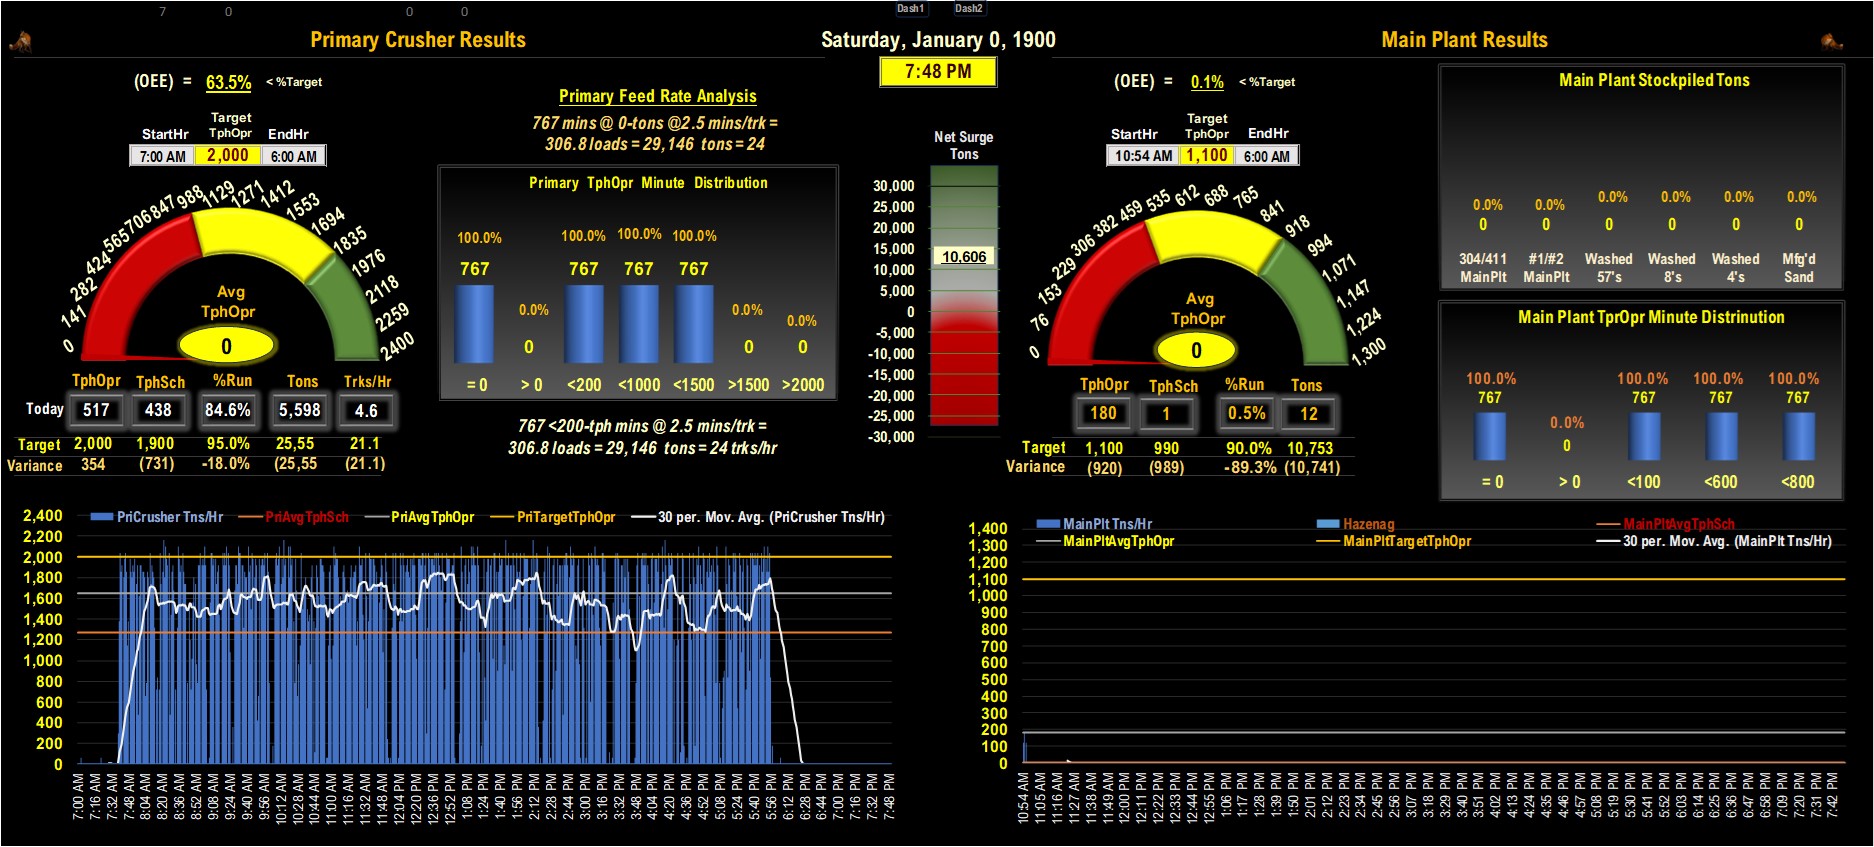 7 0 0 0
Dash1 Dash2
Primary Crusher Results
Saturday, January 0, 1900
Main Plant Results
7:48 PM
(OEE) = 63.5% < %Target
StartHr Target TphOpr EndHr
7:00 AM 2,000 6:00 AM
0 141 282 424 565 706 847 988 1129 1271 1412 1553 1694 1835 1976 2118 2259 2400
Avg
TphOpr
0
TphOpr TphSch %Run Tons Trks/Hr
Today 517 438 84.6% 5,598 4.6
Target 2,000 1,900 95.0% 25,55 21.1
Variance 354 (731) -18.0% (25,55 (21.1)
Primary Feed Rate Analysis
767 mins @ 0-tons @2.5 mins/trk =
306.8 loads = 29,146 tons = 24
Primary TphOpr Minute Distribution
100.0% 0.0% 100.0% 100.0% 100.0% 0.0% 0.0%
767 0 767 767 767 0 0
= 0 > 0 <200 <1000 <1500 >1500 >2000
767 <200-tph mins @ 2.5 mins/trk =
306.8 loads = 29,146 tons = 24 trks/hr
Net Surge
Tons
30,000
25,000
20,000
15,000
10,606
10,000
5,000
0
-5,000
-10,000
-15,000
-20,000
-25,000
-30,000
(OEE) = 0.1% < %Target
StartHr Target TphOpr EndHr
10:54 AM 1,100 6:00 AM
0 76 153 229 306 382 459 535 612 688 765 841 918 994 1,071 1,147 1,224 1,300
Avg
TphOpr
0
TphOpr TphSch %Run Tons
180 1 0.5% 12
Target 1,100 990 90.0% 10,753
Variance (920) (989) -89.3% (10,741)
Main Plant Stockpiled Tons
0.0% 0.0% 0.0% 0.0% 0.0% 0.0%
0 0 0 0 0 0
304/411 #1/#2 Washed Washed Washed Mfg'd
MainPlt MainPlt 57's 8's 4's Sand
Main Plant TprOpr Minute Distrinution
100.0% 0.0% 100.0% 100.0% 100.0%
767 0 767 767 767
= 0 > 0 <100 <600 <800
PriCrusher Tns/Hr PriAvgTphSch PriAvgTphOpr PriTargetTphOpr 30 per. Mov. Avg. (PriCrusher Tns/Hr)
2,400
2,200
2,000
1,800
1,600
1,400
1,200
1,000
800
600
400
200
0
7:00 AM 7:16 AM 7:32 AM 7:48 AM 8:04 AM 8:20 AM 8:36 AM 8:52 AM 9:08 AM 9:24 AM 9:40 AM 9:56 AM 10:12 AM 10:28 AM 10:44 AM 11:00 AM 11:16 AM 11:32 AM 11:48 AM 12:04 PM 12:20 PM 12:36 PM 12:52 PM 1:08 PM 1:24 PM 1:40 PM 1:56 PM 2:12 PM 2:28 PM 2:44 PM 3:00 PM 3:16 PM 3:32 PM 3:48 PM 4:04 PM 4:20 PM 4:36 PM 4:52 PM 5:08 PM 5:24 PM 5:40 PM 5:56 PM 6:12 PM 6:28 PM 6:44 PM 7:00 PM 7:16 PM 7:32 PM 7:48 PM
MainPlt Tns/Hr Hazenag MainPltAvgTphSch
MainPltAvgTphOpr MainPltTargetTphOpr 30 per. Mov. Avg. (MainPlt Tns/Hr)
1,400
1,300
1,200
1,100
1,000
900
800
700
600
500
400
300
200
100
0
10:54 AM 11:05 AM 11:16 AM 11:27 AM 11:38 AM 11:49 AM 12:00 PM 12:11 PM 12:22 PM 12:33 PM 12:44 PM 12:55 PM 1:06 PM 1:17 PM 1:28 PM 1:39 PM 1:50 PM 2:01 PM 2:12 PM 2:23 PM 2:34 PM 2:45 PM 2:56 PM 3:07 PM 3:18 PM 3:29 PM 3:40 PM 3:51 PM 4:02 PM 4:13 PM 4:24 PM 4:35 PM 4:46 PM 4:57 PM 5:08 PM 5:19 PM 5:30 PM 5:41 PM 5:52 PM 6:03 PM 6:14 PM 6:25 PM 6:36 PM 6:47 PM 6:58 PM 7:09 PM 7:20 PM 7:31 PM 7:42 PM